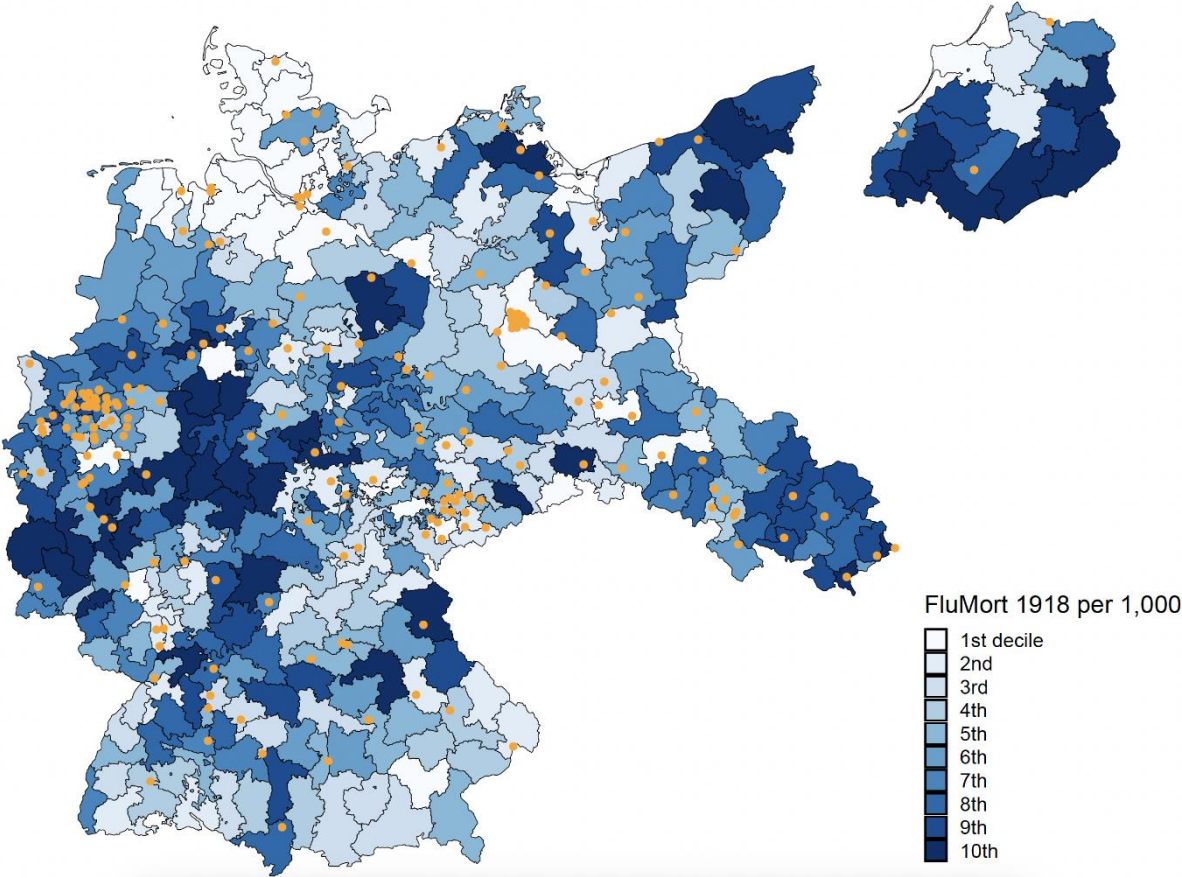 FluMort 1918 per 1,000
1st decile
2nd
3rd
4th
5th
6th
7th
8th
9th
10th